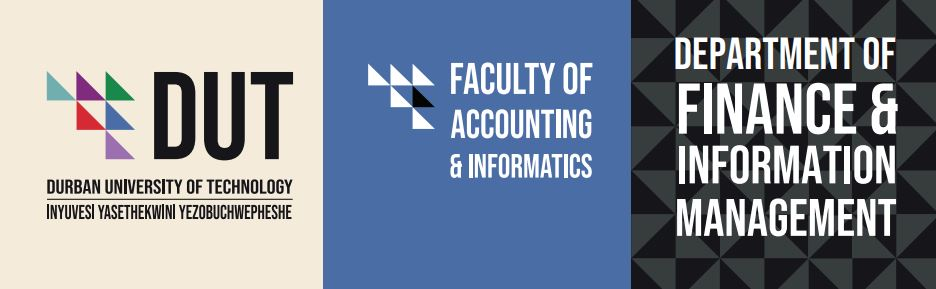 DUT
DURBAN UNIVERSITY OF TECHNOLOGY
INYUVESI YASETHEKWINI YEZOBUCHWEPHESHE
FACULTY OF
ACCOUNTING
& INFORMATICS
DEPARTMENT OF
FINANCE &
INFORMATION
MANAGEMENT